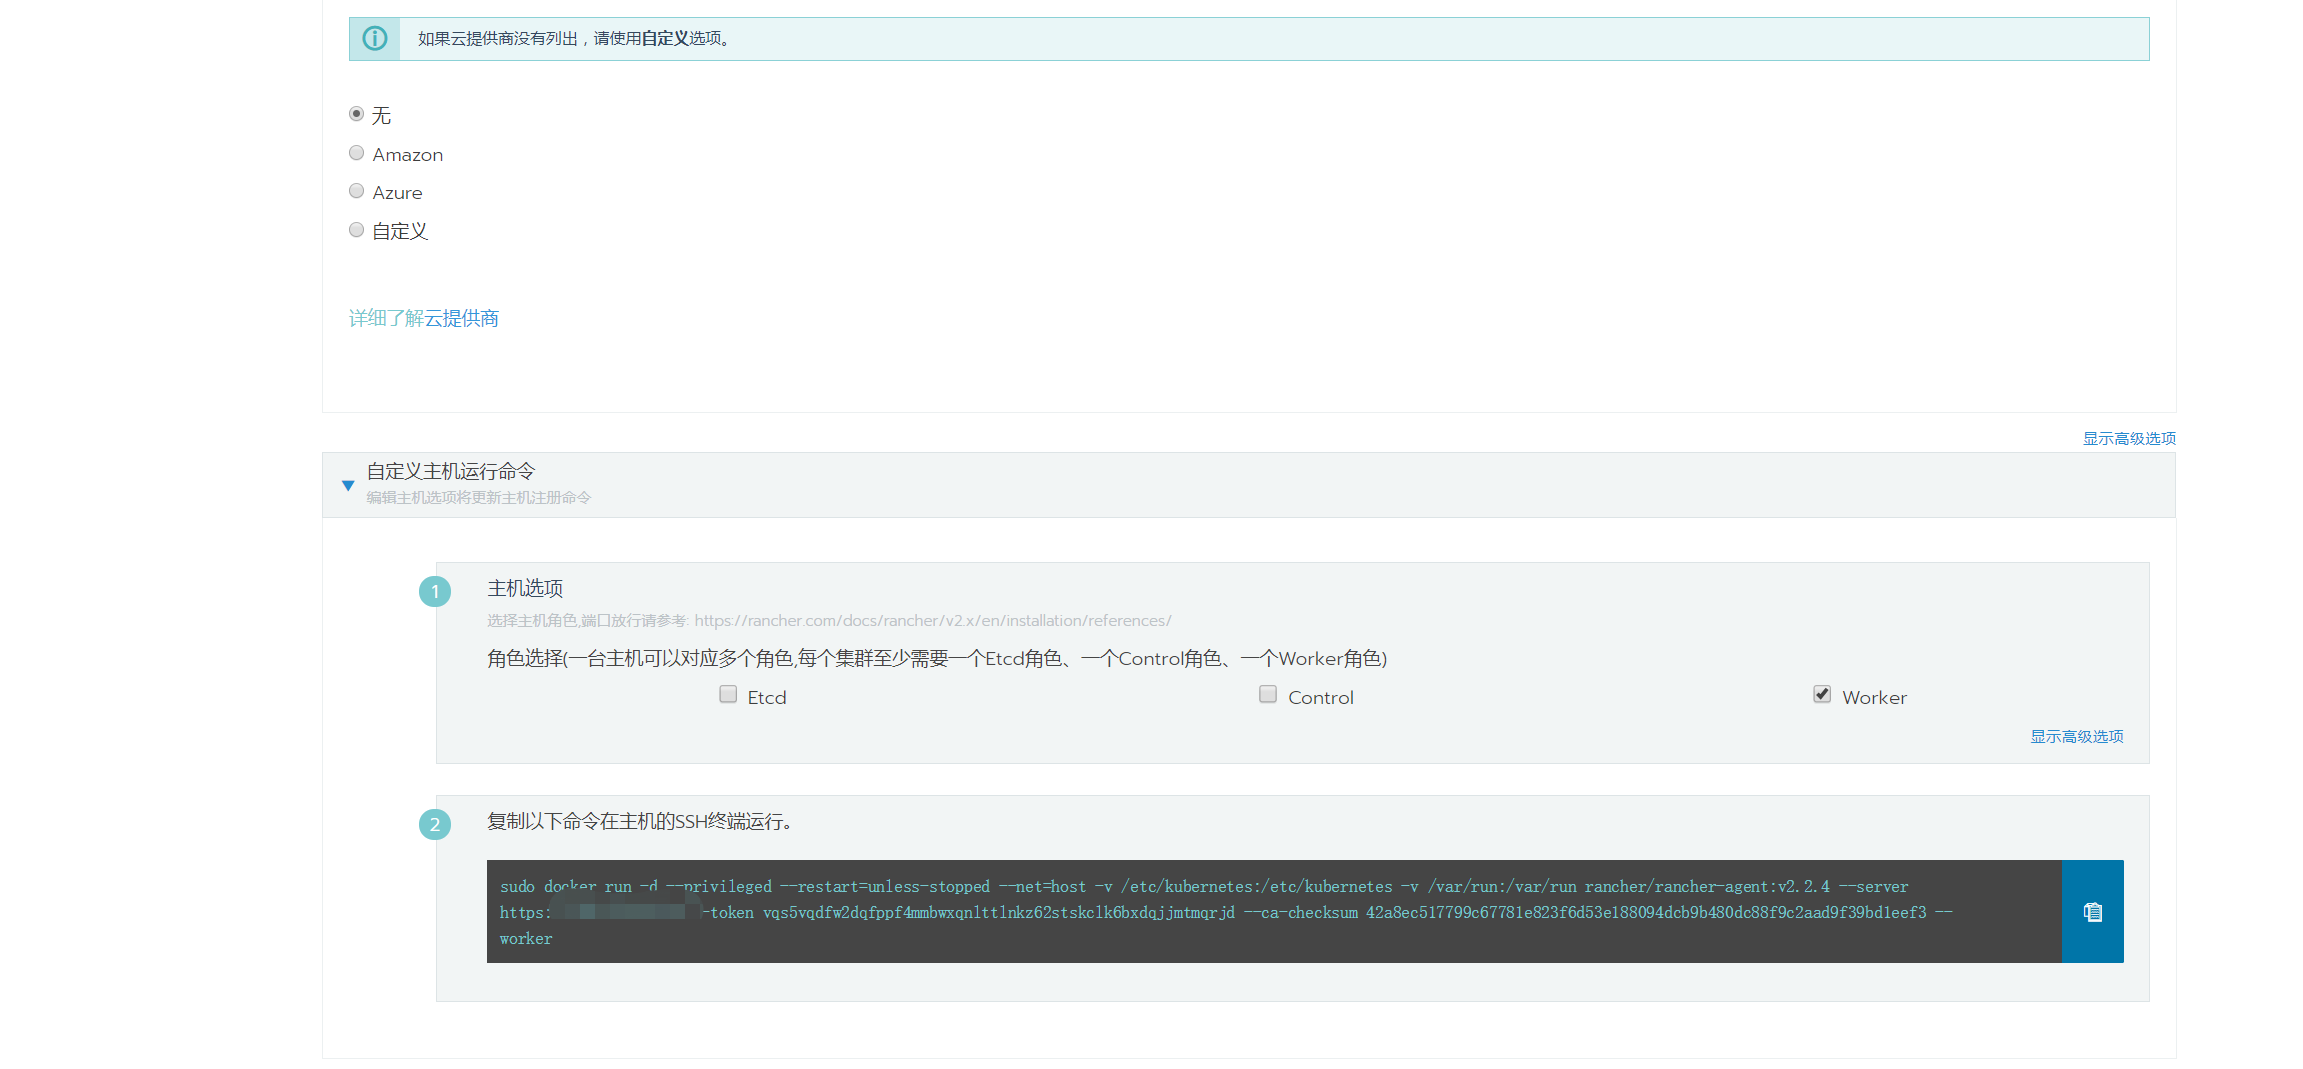 如果云提供商没有列出，请使用自定义选项。
无
Amazon
Azure
自定义
详细了解云提供商
显示高级选项
自定义主机运行命令
编辑主机选项将更新主机注册命令
1
主机选项
选择主机角色,端口放行请参考: https://rancher.com/docs/rancher/v2.x/en/installation/references/
角色选择(一台主机可以对应多个角色,每个集群至少需要一个Etcd角色、一个Control角色、一个Worker角色)
Etcd Control Worker
显示高级选项
2
复制以下命令在主机的SSH终端运行。
sudo docker run -d --privileged --restart=unless-stopped --net=host -v /etc/kubernetes:/etc/kubernetes -v /var/run:/var/run rancher/rancher-agent:v2.2.4 --server
https: -token vqs5vqdfw2dqfppf4mmbwxqnlttlnkz62stskclk6bxdqjjmtmqrjd --ca-checksum 42a8ec517799c67781e823f6d53e188094dcb9b480dc88f9c2aad9f39bd1eef3 --
worker